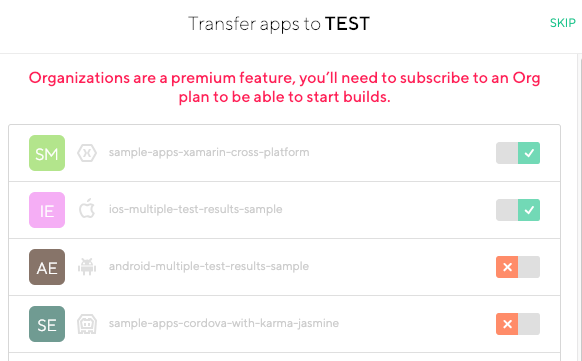 Transfer apps to TEST
SKIP
Organizations are a premium feature, you'll need to subscribe to an Org
plan to be able to start builds.
SM
sample-apps-xamarin-cross-platform
IE
ios-multiple-test-results-sample
AE
android-multiple-test-results-sample
SE
sample-apps-cordova-with-karma-jasmine